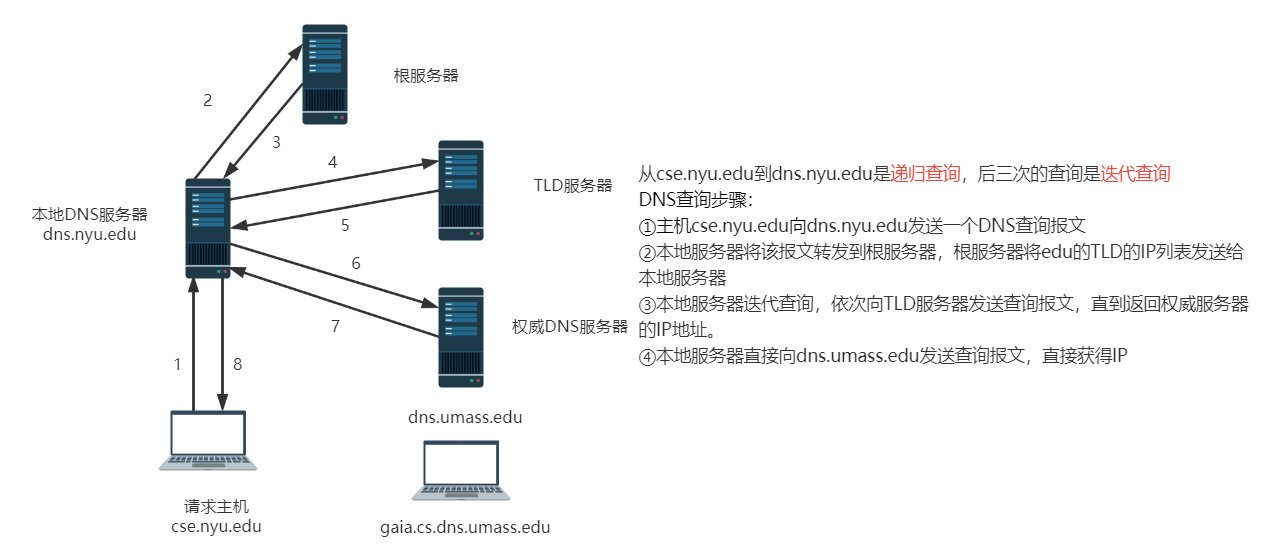 根服务器
2
3
4
TLD服务器
5
本地DNS服务器
dns.nyu.edu
6
7
权威DNS服务器
1
8
dns.umass.edu
请求主机
cse.nyu.edu
gaia.cs.dns.umass.edu
从cse.nyu.edu到dns.nyu.edu是递归查询，后三次的查询是迭代查询
DNS查询步骤：
①主机cse.nyu.edu向dns.nyu.edu发送一个DNS查询报文
②本地服务器将该报文转发到根服务器，根服务器将edu的TLD的IP列表发送给
本地服务器
③本地服务器迭代查询，依次向TLD服务器发送查询报文，直到返回权威服务器
的IP地址。
④本地服务器直接向dns.umass.edu发送查询报文，直接获得IP